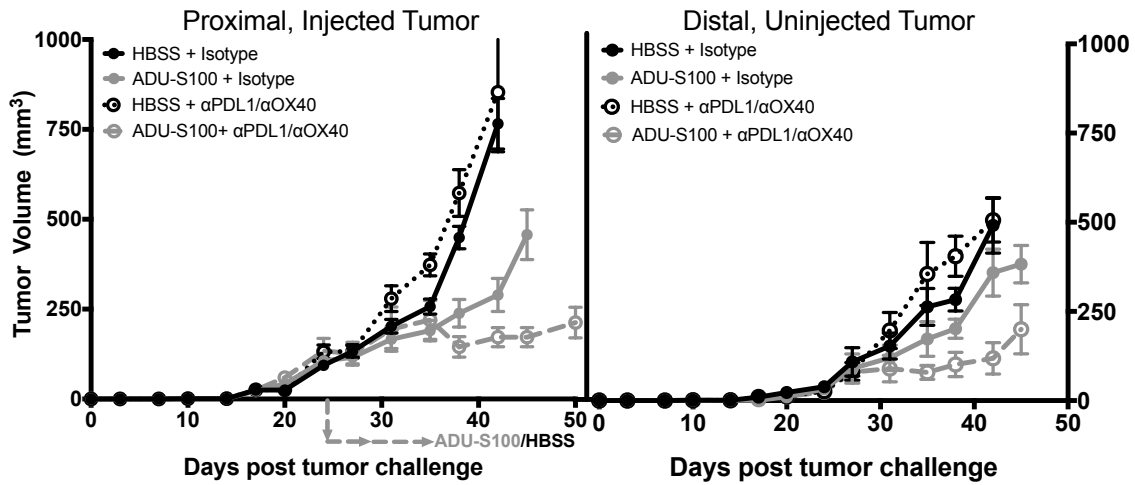 Proximal, Injected Tumor
1000
750
500
250
0
Tumor Volume (mm³)
HBSS + Isotype
ADU-S100 + Isotype
HBSS + αPDL1/αOX40
ADU-S100+ αPDL1/αOX40
0 10 20 30 40 50
ADU-S100/HBSS
Days post tumor challenge
Distal, Uninjected Tumor
HBSS + Isotype
ADU-S100 + Isotype
HBSS + αPDL1/αOX40
ADU-S100 + αPDL1/αOX40
1000
750
500
250
0
0 10 20 30 40 50
Days post tumor challenge